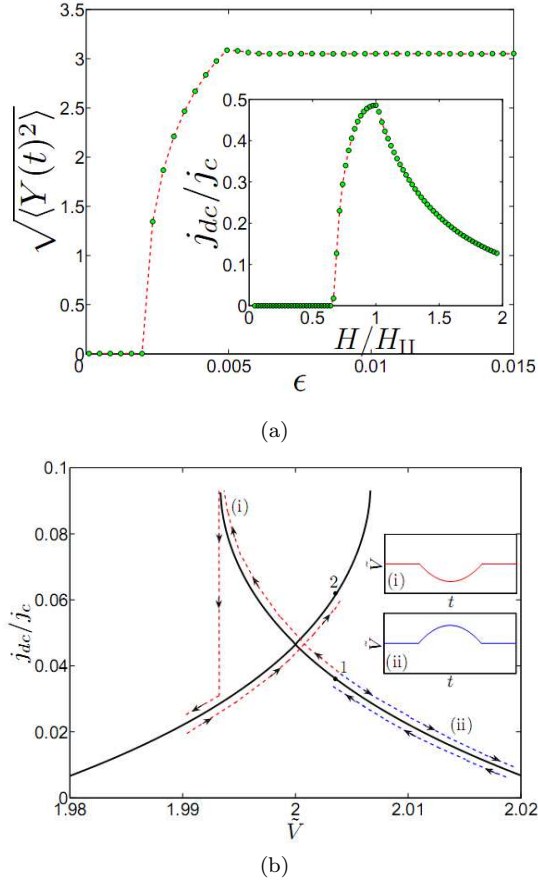 3.5
3
2.5
2
1.5
1
0.5
0
√⟨Y(t)²⟩
0 0.005 0.01 0.015
ϵ
0.5
0.4
0.3
0.2
0.1
0
j_dc/j_c
0 0.5 1 1.5 2
H/H_II
(a)
0.1
0.08
0.06
0.04
0.02
0
j_dc/j_c
(i)
2
1
(ii)
Ṽ
(i)
t
Ṽ
(ii)
t
1.98 1.99 2 2.01 2.02
Ṽ
(b)